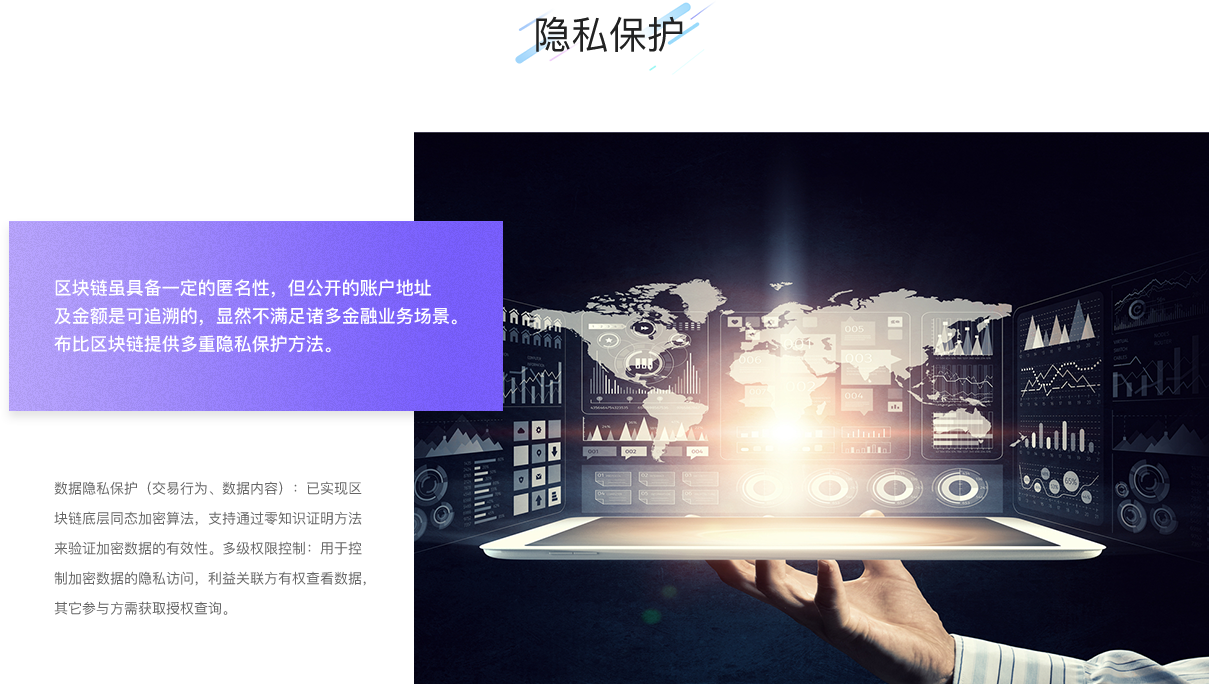 隐私保护
区块链虽具备一定的匿名性，但公开的账户地址
及金额是可追溯的，显然不满足诸多金融业务场景。
布比区块链提供多重隐私保护方法。
数据隐私保护（交易行为、数据内容）：已实现区
块链底层同态加密算法，支持通过零知识证明方法
来验证加密数据的有效性。多级权限控制：用于控
制加密数据的隐私访问，利益关联方有权查看数据，
其它参与方需获取授权查询。
005
003
004
001
002
65%